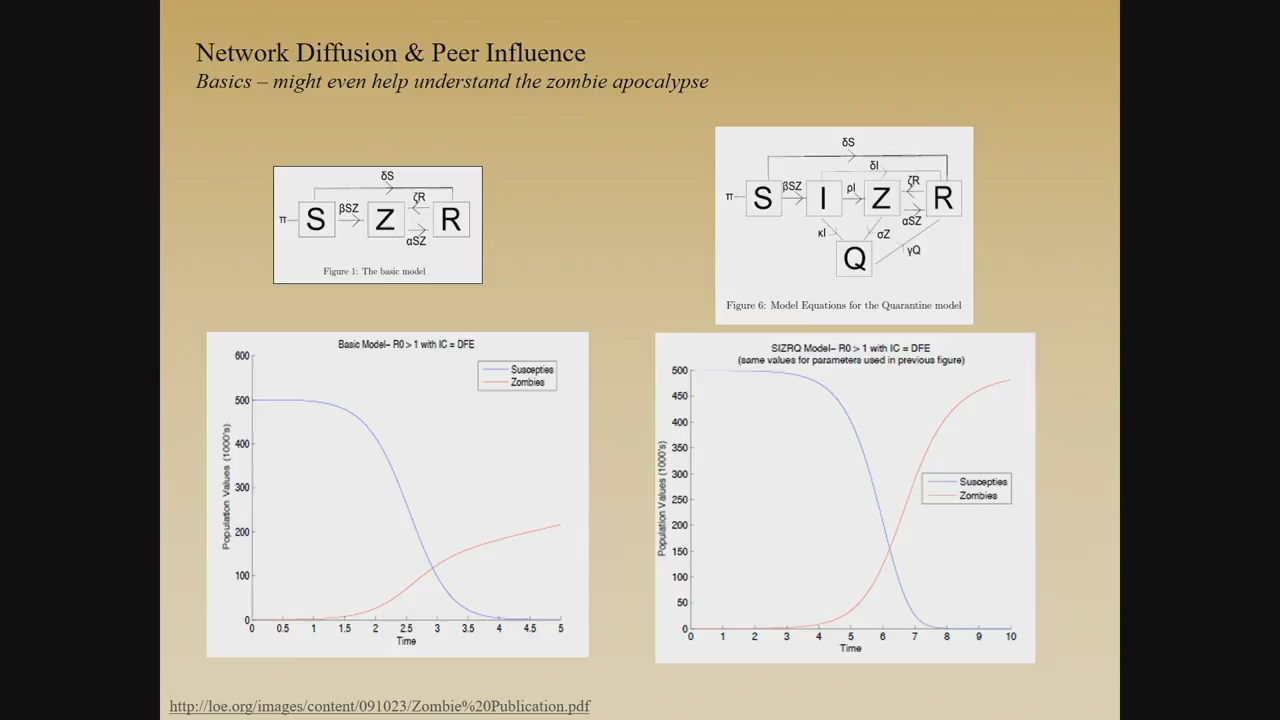 Network Diffusion & Peer Influence
Basics – might even help understand the zombie apocalypse
δS
π
S
βSZ
Z
ζR
αSZ
R
Figure 1: The basic model
δS
δI
π
S
βSZ
I
ρI
Z
ζR
αSZ
R
κI
σZ
γQ
Q
Figure 6: Model Equations for the Quarantine model
Basic Model– R0 > 1 with IC = DFE
Suscepties
Zombies
Population Values (1000's)
600
500
400
300
200
100
0
0 0.5 1 1.5 2 2.5 3 3.5 4 4.5 5
Time
SIZRQ Model– R0 > 1 with IC = DFE
(same values for parameters used in previous figure)
Suscepties
Zombies
Population Values (1000's)
500
450
400
350
300
250
200
150
100
50
0
0 1 2 3 4 5 6 7 8 9 10
Time
http://loe.org/images/content/091023/Zombie%20Publication.pdf